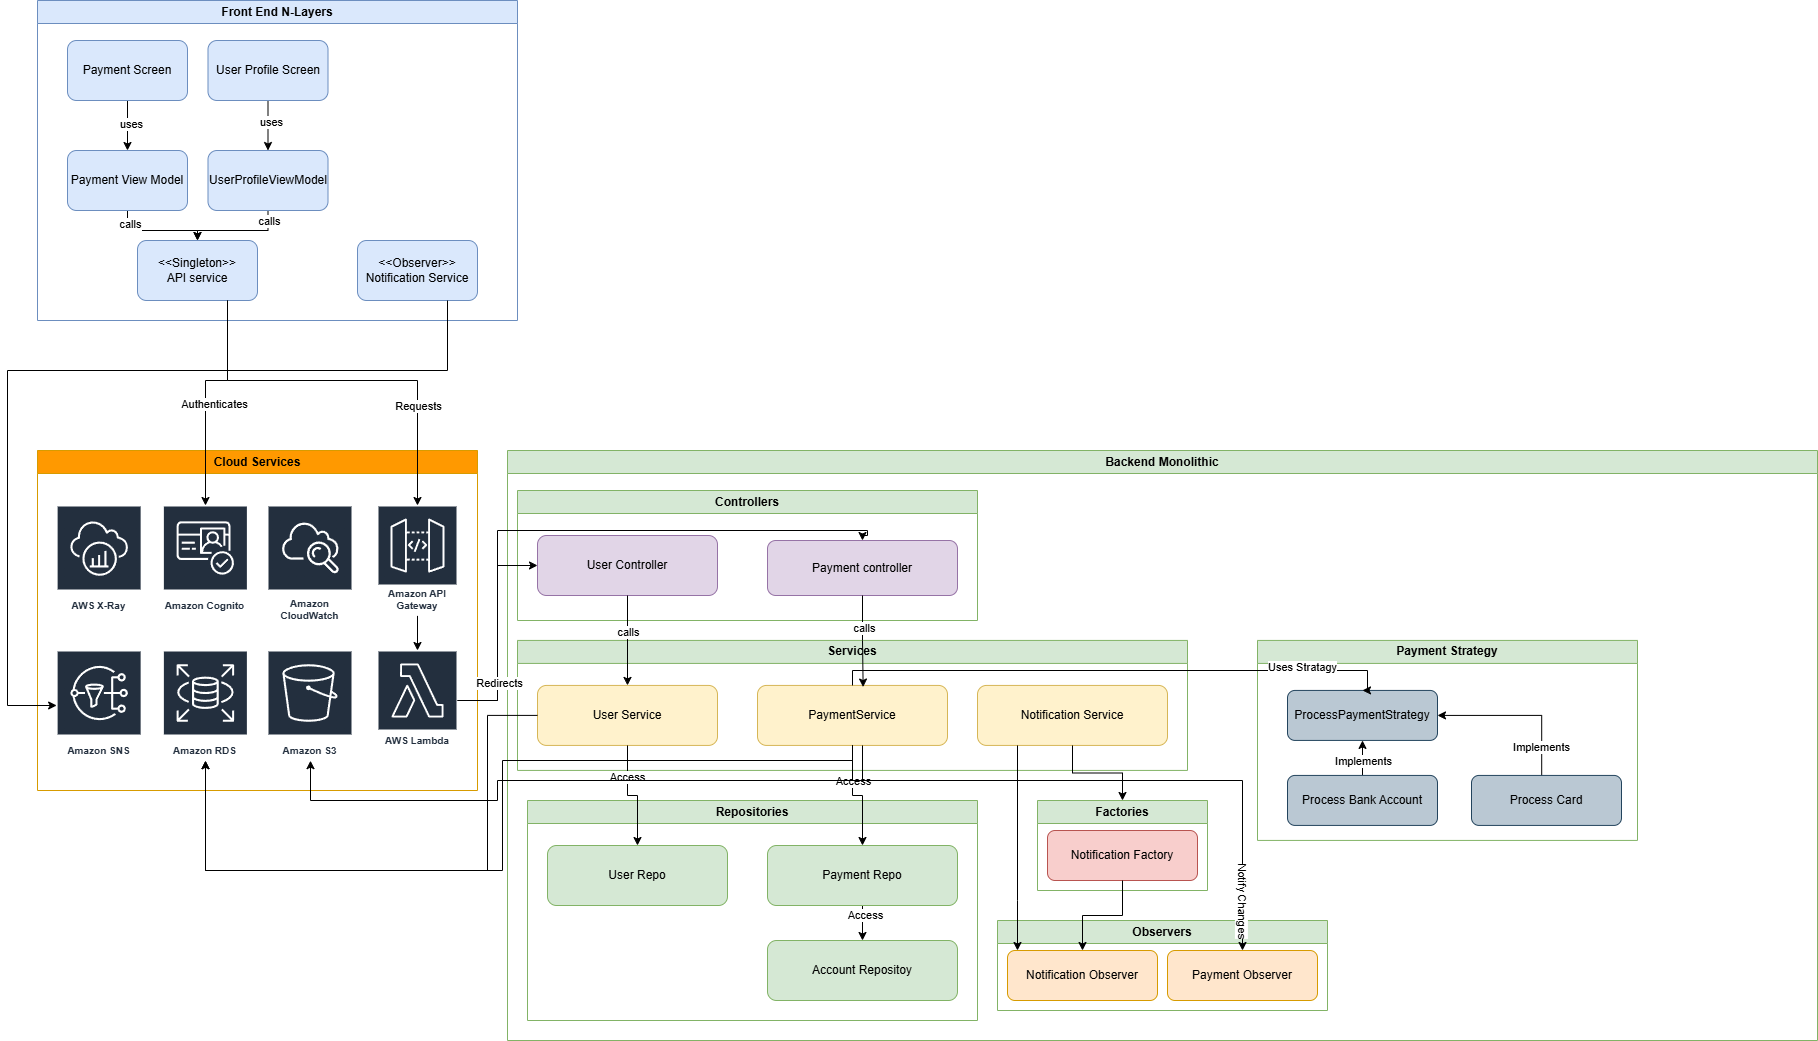 Front End N-Layers
Payment Screen
User Profile Screen
uses
uses
Payment View Model
UserProfileViewModel
calls
calls
<<Singleton>>
API service
<<Observer>>
Notification Service
Authenticates
Requests
Cloud Services
AWS X-Ray
Amazon Cognito
Amazon
CloudWatch
Amazon API
Gateway
Amazon SNS
Amazon RDS
Amazon S3
AWS Lambda
Redirects
Backend Monolithic
Controllers
User Controller
Payment controller
calls
calls
Services
User Service
PaymentService
Notification Service
Uses Stratagy
Payment Strategy
ProcessPaymentStrategy
Implements
Implements
Process Bank Account
Process Card
Access
Access
Repositories
User Repo
Payment Repo
Access
Account Repositoy
Factories
Notification Factory
Notify Changes
Observers
Notification Observer
Payment Observer